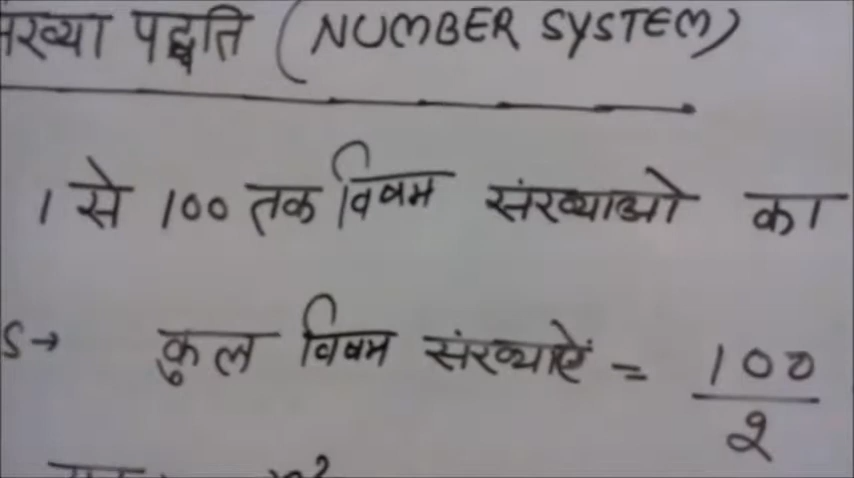 संख्या पद्धति (NUMBER SYSTEM)
1 से 100 तक विषम संख्याओ का
S→ कुल विषम संख्याऐं = 100
2